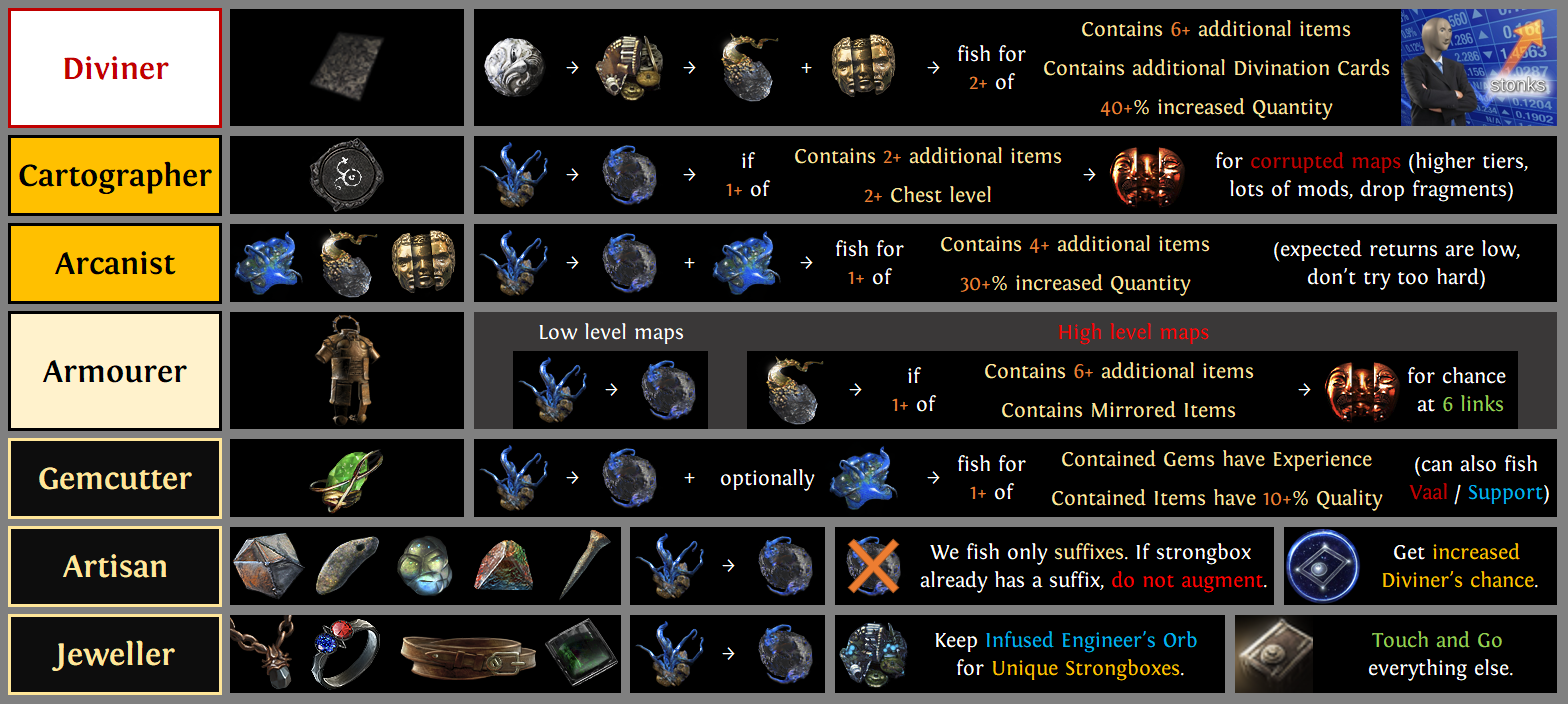 Diviner
→ → + →
fish for
2+ of
Contains 6+ additional items
Contains additional Divination Cards
40+% increased Quantity
stonks
Cartographer
→ →
if
1+ of
Contains 2+ additional items
2+ Chest level
→
for corrupted maps (higher tiers,
lots of mods, drop fragments)
Arcanist
→ + →
fish for
1+ of
Contains 4+ additional items
30+% increased Quantity
(expected returns are low,
don't try too hard)
Armourer
Low level maps
→
High level maps
→
if
1+ of
Contains 6+ additional items
Contains Mirrored Items
→
for chance
at 6 links
Gemcutter
→ + optionally →
fish for
1+ of
Contained Gems have Experience
Contained Items have 10+% Quality
(can also fish
Vaal / Support)
Artisan
→
We fish only suffixes. If strongbox
already has a suffix, do not augment.
Get increased
Diviner's chance.
Jeweller
→
Keep Infused Engineer's Orb
for Unique Strongboxes.
Touch and Go
everything else.